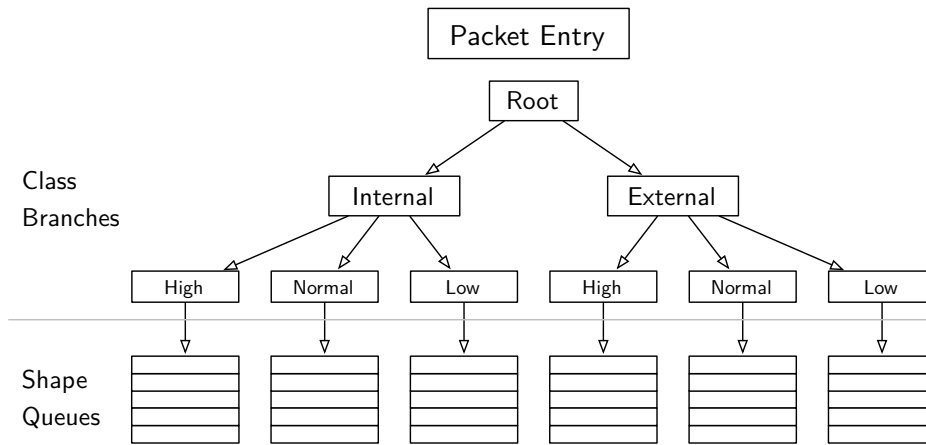 Packet Entry
Root
Class
Branches
Internal
External
High
Normal
Low
High
Normal
Low
Shape
Queues